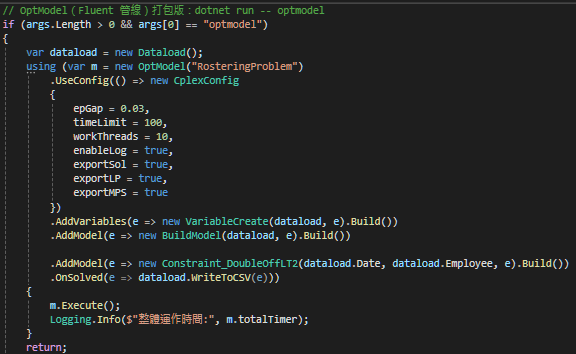 // OptModel（Fluent 管線）打包版：dotnet run -- optmodel
if (args.Length > 0 && args[0] == "optmodel")
{
var dataload = new Dataload();
using (var m = new OptModel("RosteringProblem")
.UseConfig(() => new CplexConfig
{
epGap = 0.03,
timeLimit = 100,
workThreads = 10,
enableLog = true,
exportSol = true,
exportLP = true,
exportMPS = true
})
.AddVariables(e => new VariableCreate(dataload, e).Build())
.AddModel(e => new BuildModel(dataload, e).Build())
.AddModel(e => new Constraint_DoubleOffLT2(dataload.Date, dataload.Employee, e).Build())
.OnSolved(e => dataload.WriteToCSV(e)))
{
m.Execute();
Logging.Info($"整體運作時間:", m.totalTimer);
}
return;